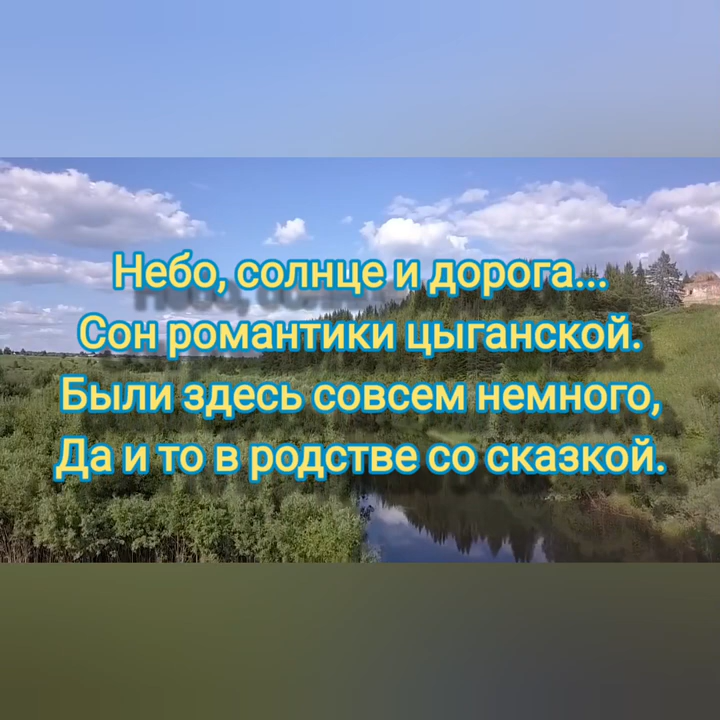 Небо, солнце и дорога...
Сон романтики цыганской.
Были здесь совсем немного,
Да и то в родстве со сказкой.